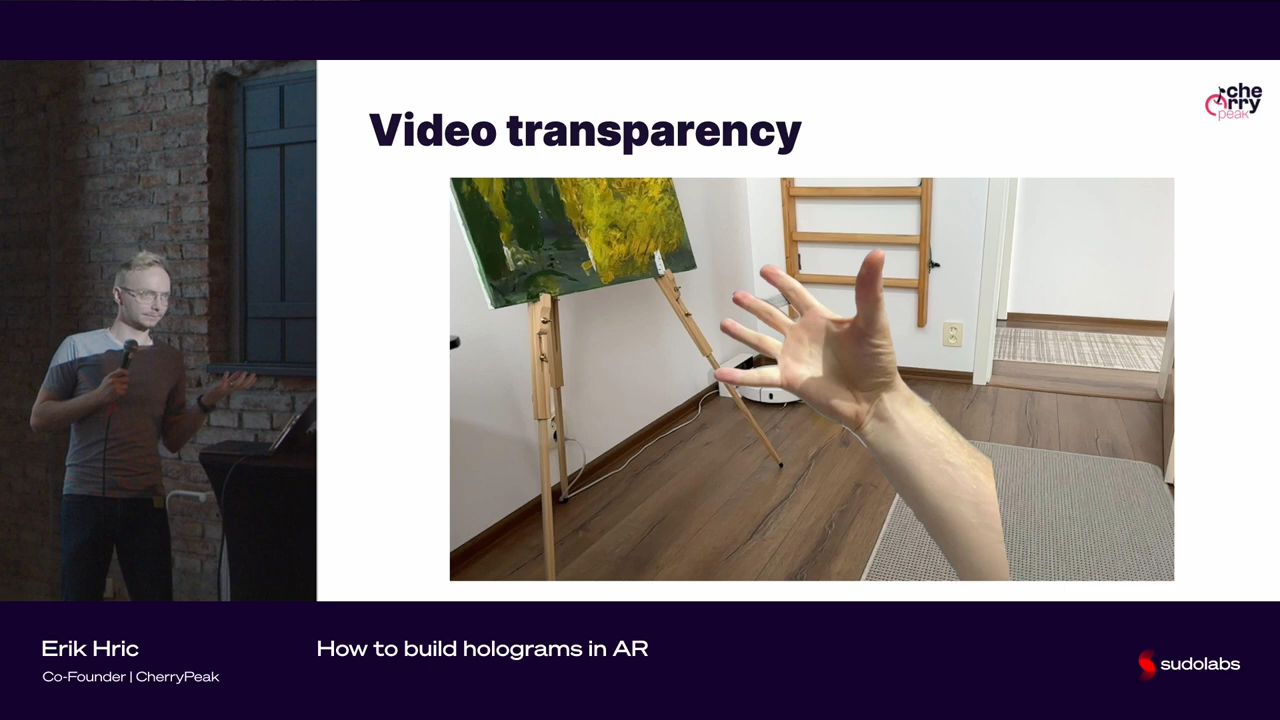 Video transparency
che
rry
peak
Erik Hric
How to build holograms in AR
Co-Founder | CherryPeak
sudolabs